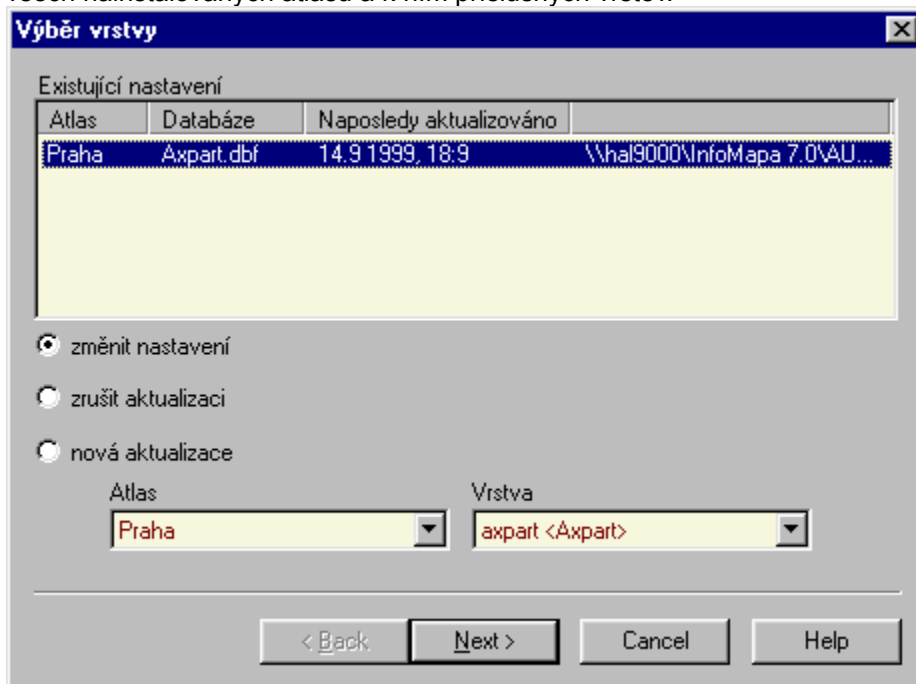 Výběr vrstvy
Existující nastavení
Atlas Databáze Naposledy aktualizováno
Praha Axpart.dbf 14.9 1999, 18:9 \\hal9000\InfoMapa 7.0\AU...
změnit nastavení
zrušit aktualizaci
nová aktualizace
Atlas Vrstva
Praha axpart <Axpart>
< Back Next > Cancel Help